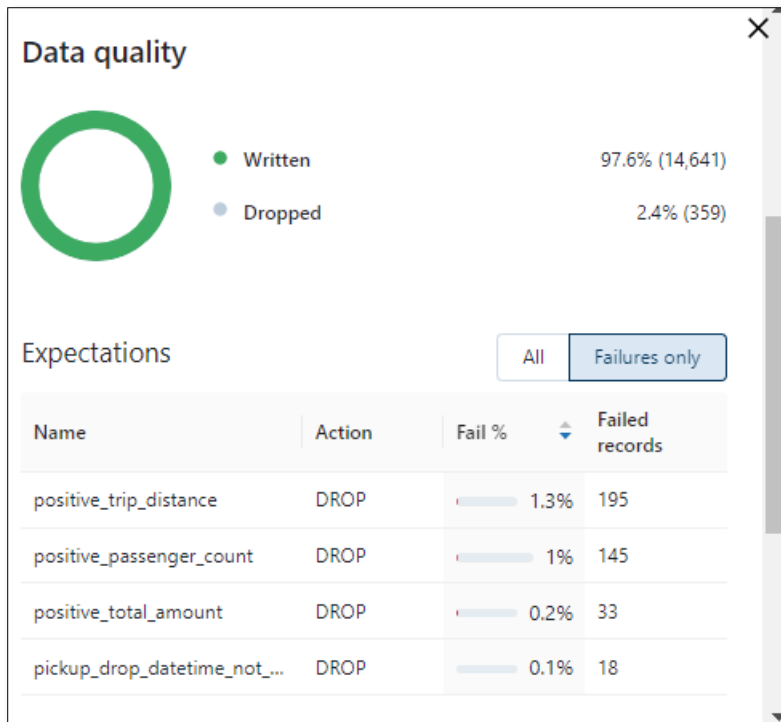 Data quality
Written 97.6% (14,641)
Dropped 2.4% (359)
Expectations All Failures only
Name Action Fail % Failed
records
positive_trip_distance DROP 1.3% 195
positive_passenger_count DROP 1% 145
positive_total_amount DROP 0.2% 33
pickup_drop_datetime_not_... DROP 0.1% 18